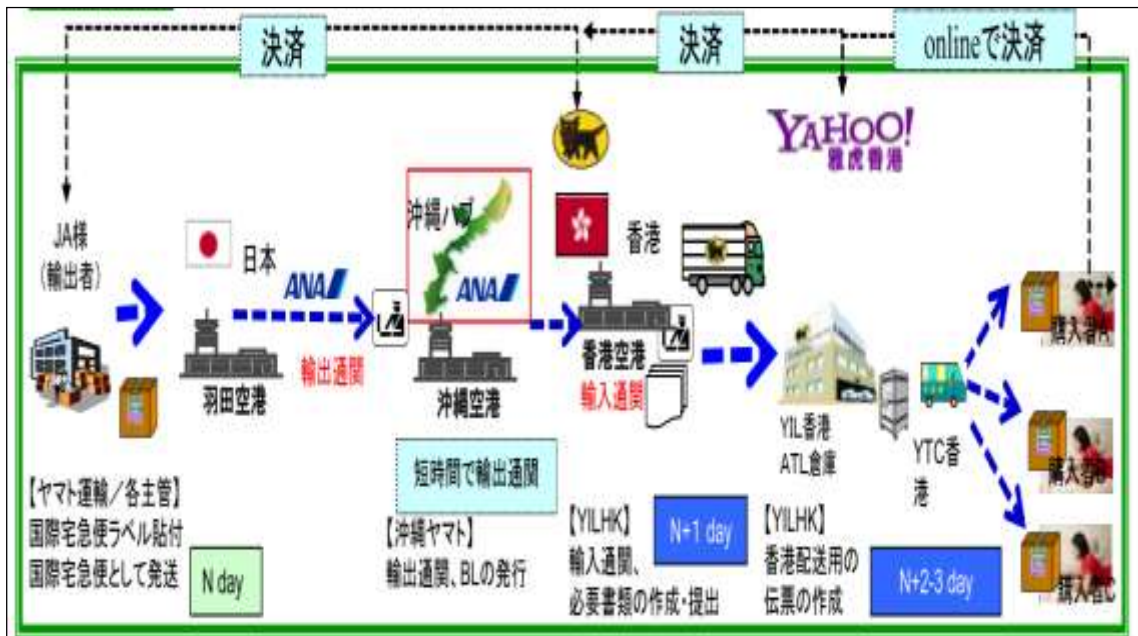 決済
決済
onlineで決済
YAHOO!
雅虎香港
JA様
(輸出者)
日本
ANA
沖縄ハブ
ANA
香港
輸出通関
羽田空港
沖縄空港
香港空港
輸入通関
YIL香港
ATL倉庫
YTC香
港
購入者A
購入者B
購入者C
短時間で輸出通関
【ヤマト運輸／各主管】
国際宅急便ラベル貼付
国際宅急便として発送
N day
【沖縄ヤマト】
輸出通関、BLの発行
【YILHK】
輸入通関、
必要書類の作成・提出
N+1 day
【YILHK】
香港配送用の
伝票の作成
N+2-3 day